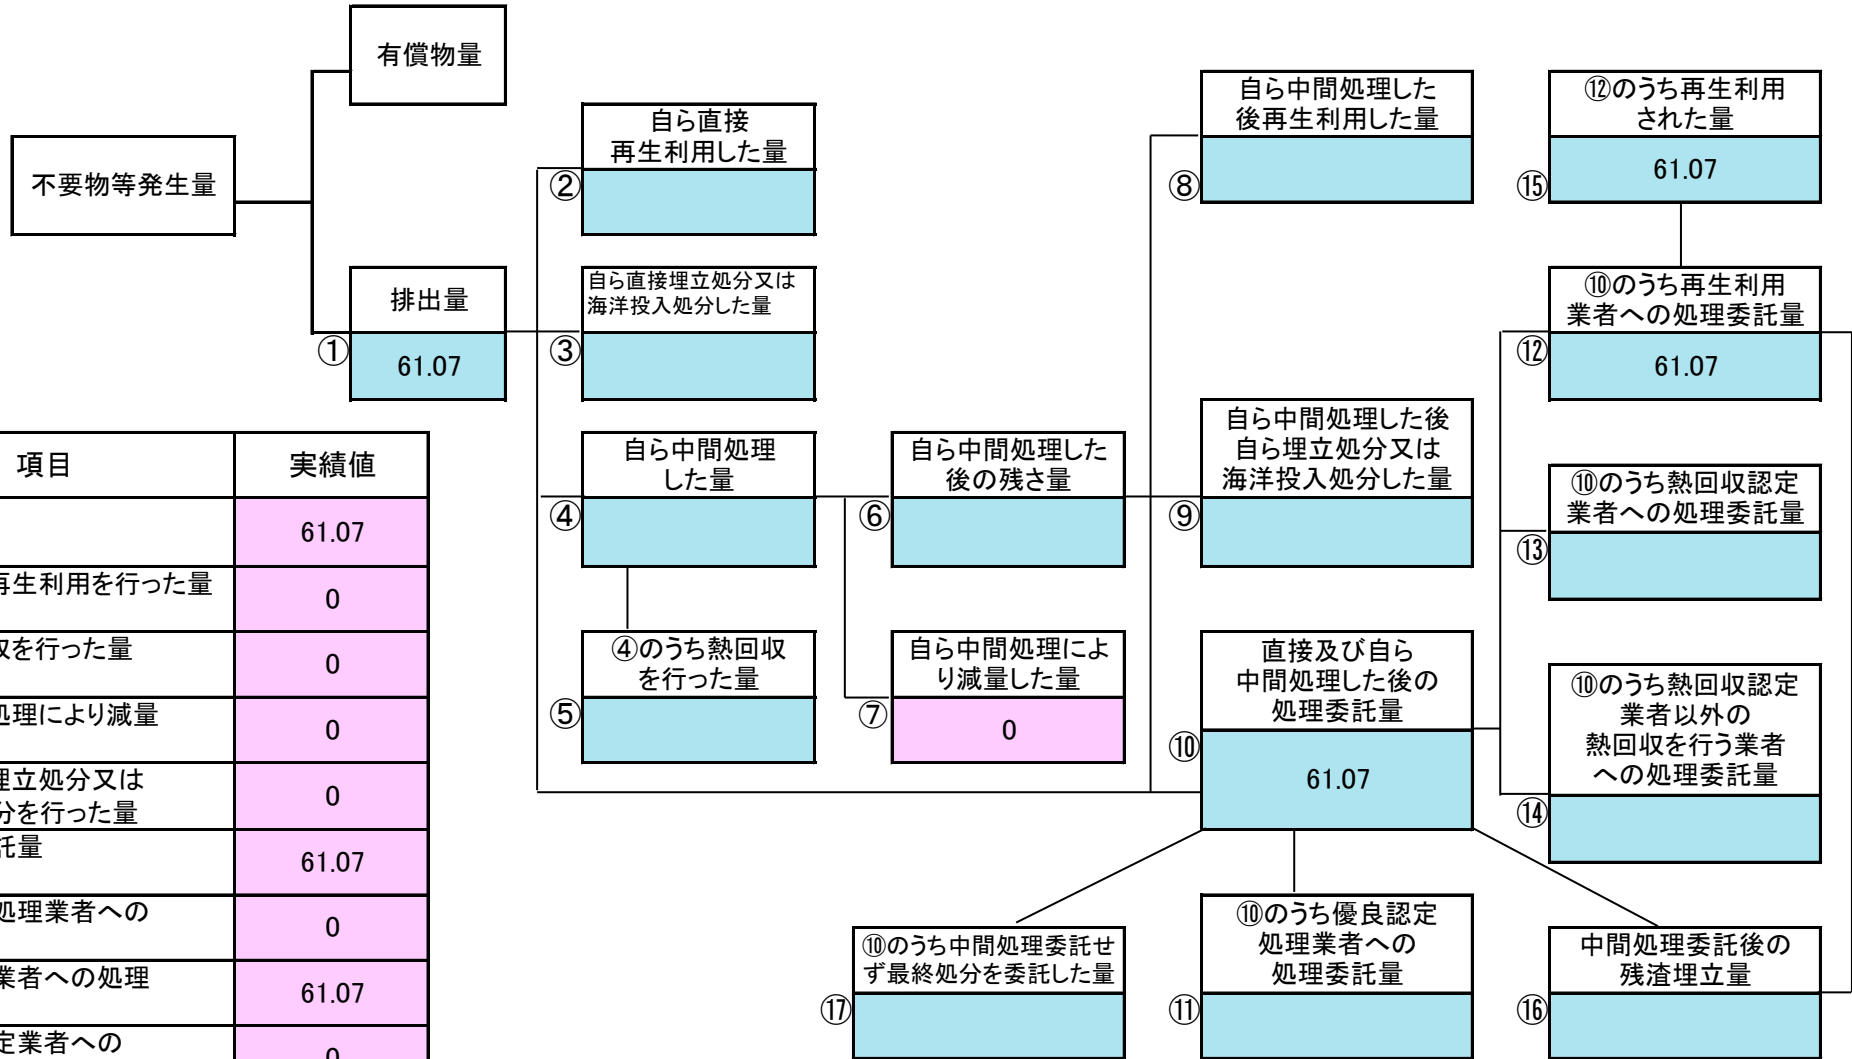 有償物量
不要物等発生量
排出量
①
61.07
自ら直接
再生利用した量
②
自ら直接埋立処分又は
海洋投入処分した量
③
自ら中間処理
した量
④
④のうち熱回収
を行った量
⑤
自ら中間処理した
後の残さ量
⑥
自ら中間処理によ
り減量した量
⑦
0
自ら中間処理した
後再生利用した量
⑧
自ら中間処理した後
自ら埋立処分又は
海洋投入処分した量
⑨
直接及び自ら
中間処理した後の
処理委託量
⑩
61.07
⑫のうち再生利用
された量
⑮
61.07
⑩のうち再生利用
業者への処理委託量
⑫
61.07
⑩のうち熱回収認定
業者への処理委託量
⑬
⑩のうち熱回収認定
業者以外の
熱回収を行う業者
への処理委託量
⑭
⑩のうち中間処理委託せ
ず最終処分を委託した量
⑰
⑩のうち優良認定
処理業者への
処理委託量
⑪
中間処理委託後の
残渣埋立量
⑯
項目 実績値
61.07
再生利用を行った量 0
を行った量 0
処理により減量 0
埋立処分又は
分を行った量 0
託量 61.07
処理業者への 0
業者への処理 61.07
定業者への 0